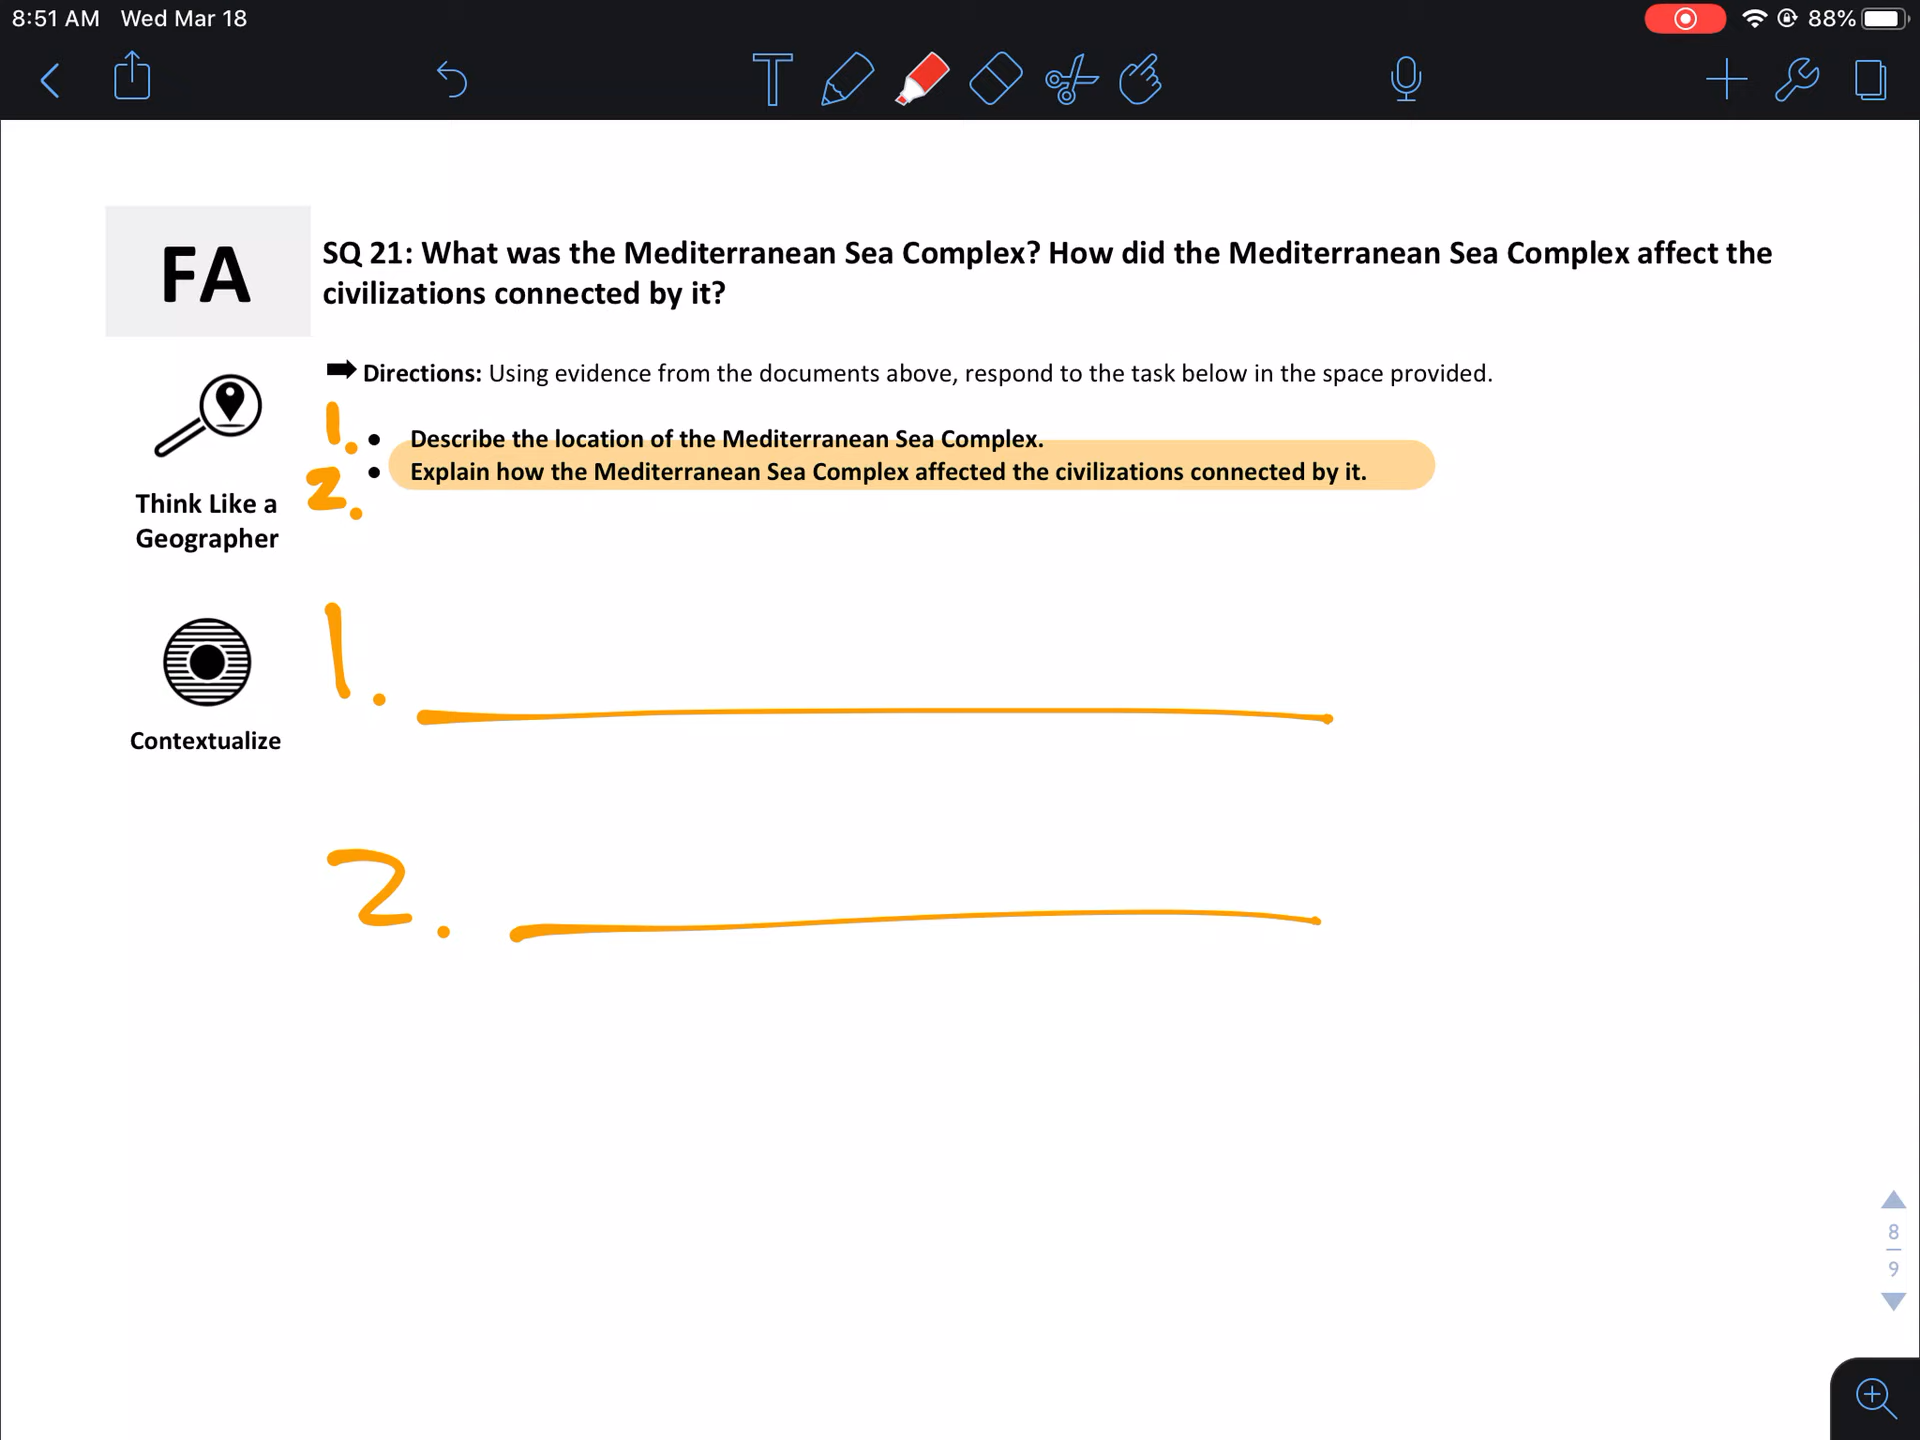 8:51 AM Wed Mar 18
88%
T
FA
SQ 21: What was the Mediterranean Sea Complex? How did the Mediterranean Sea Complex affect the
civilizations connected by it?
Directions: Using evidence from the documents above, respond to the task below in the space provided.
1. • Describe the location of the Mediterranean Sea Complex.
2. • Explain how the Mediterranean Sea Complex affected the civilizations connected by it.
Think Like a
Geographer
1.
Contextualize
2.
8
9